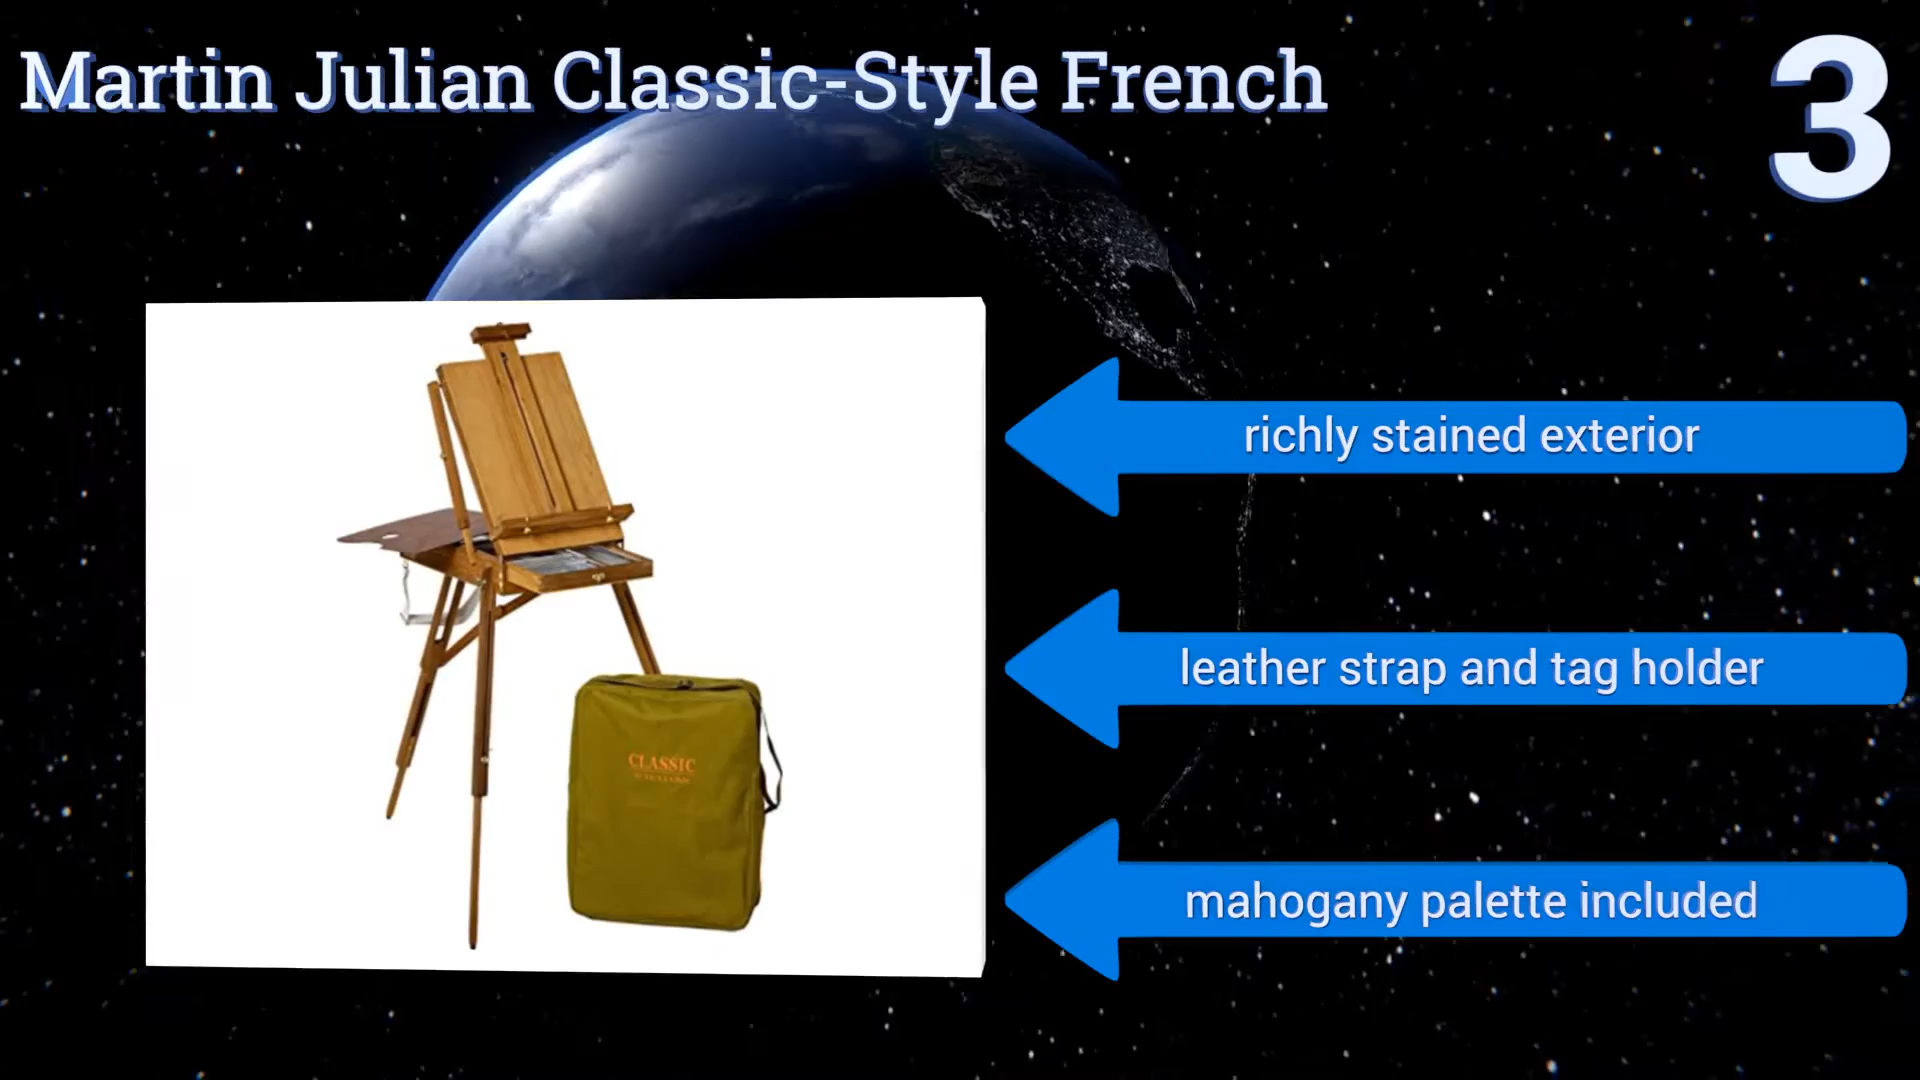 Martin Julian Classic-Style French
3
richly stained exterior
leather strap and tag holder
mahogany palette included
CLASSIC